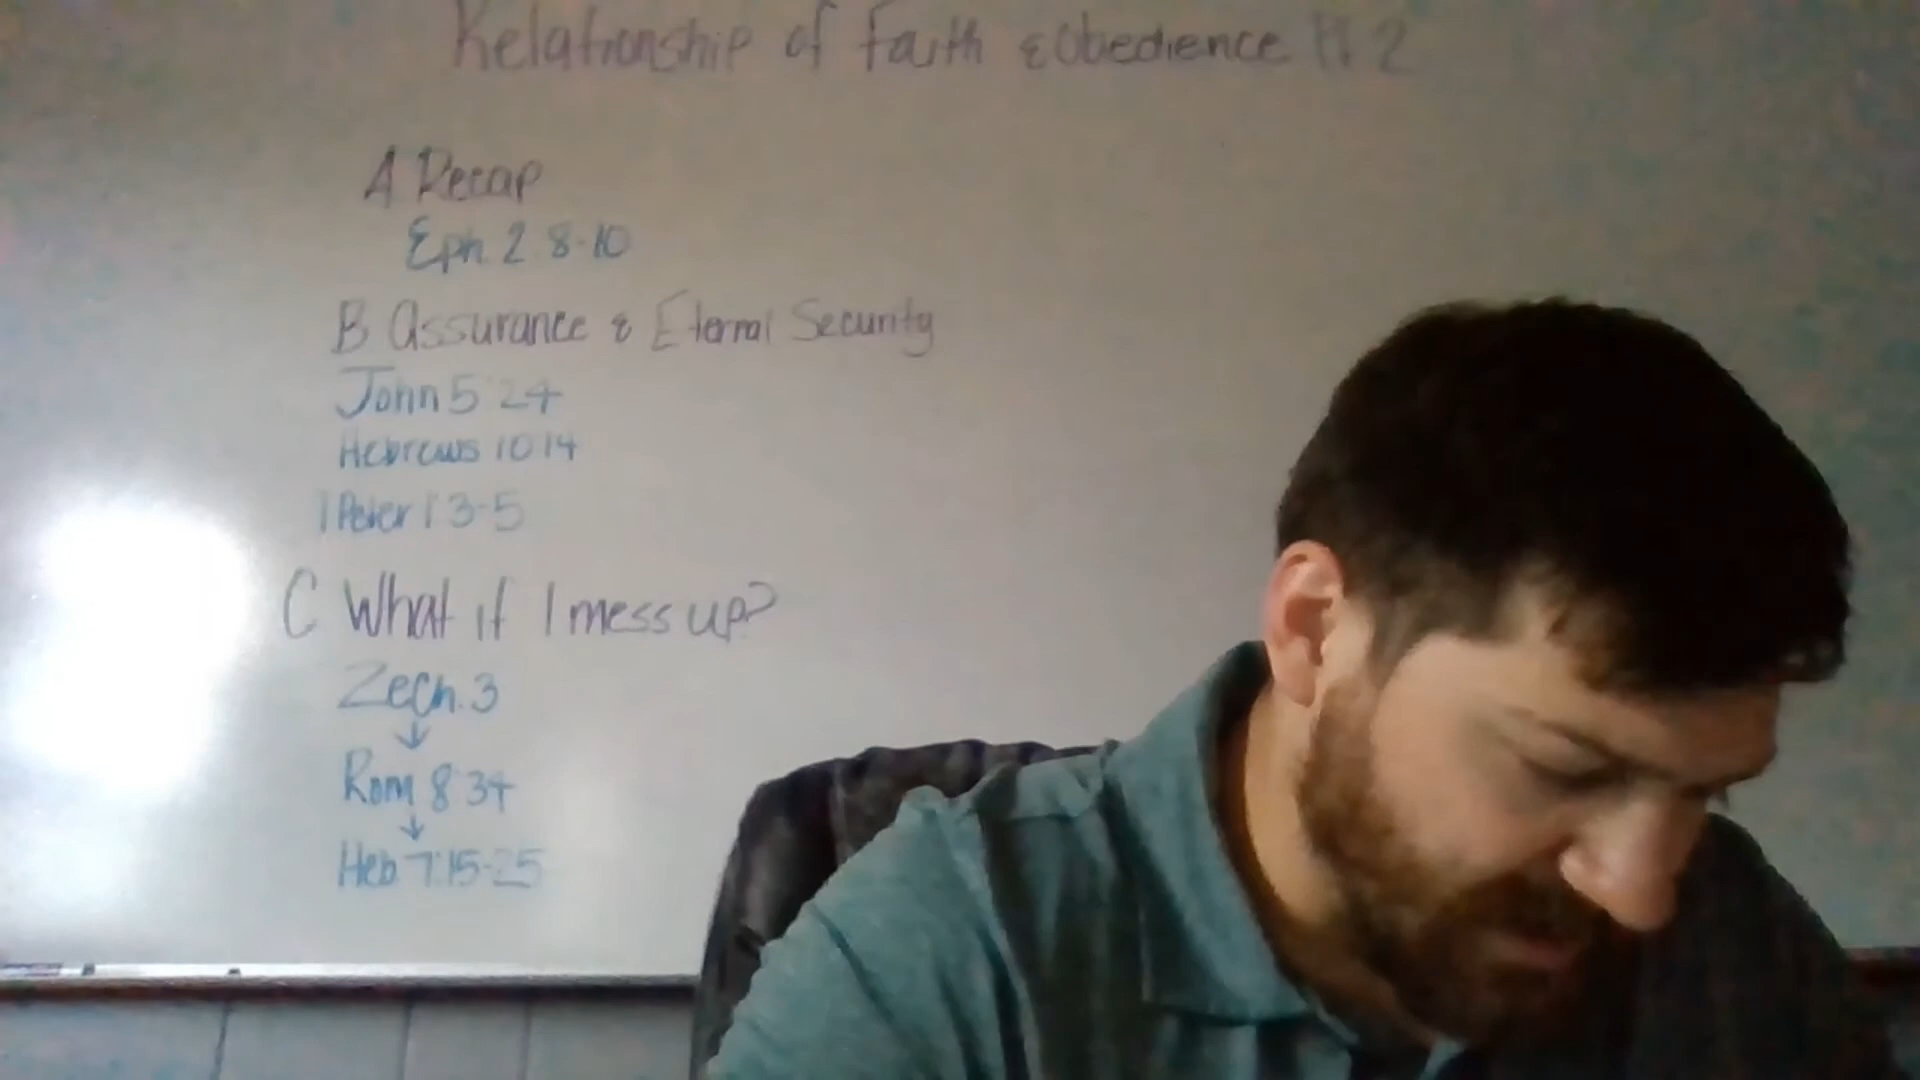 Relationship of Faith & Obedience Pt 2
A Recap
Eph. 2 8-10
B Assurance & Eternal Security
John 5:24
Hebrews 10:14
1 Peter 1 3-5
C What if I mess up?
Zech. 3
↓
Rom 8:34
↓
Heb 7:15-25